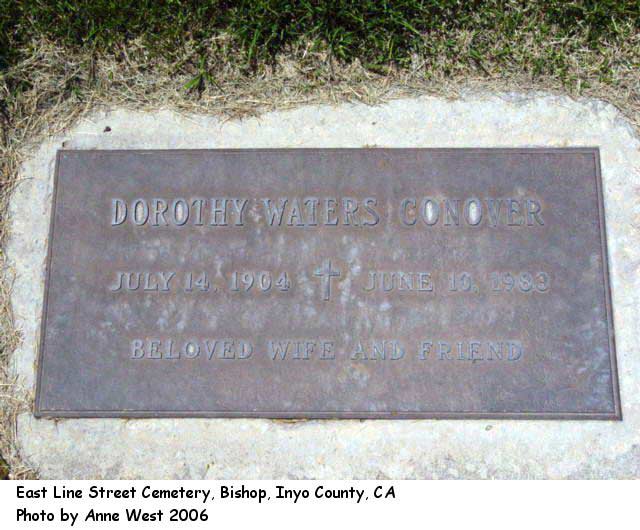 DOROTHY WATERS CONOVER
JULY 14, 1904 JUNE 10, 1983
BELOVED WIFE AND FRIEND
East Line Street Cemetery, Bishop, Inyo County, CA
Photo by Anne West 2006